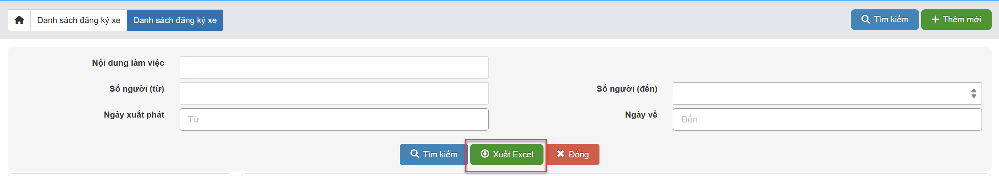 Danh sách đăng ký xe Danh sách đăng ký xe Tìm kiếm Thêm mới
Nội dung làm việc
Số người (từ) Số người (đến)
Ngày xuất phát Từ Ngày về Đến
Tìm kiếm Xuất Excel Đóng